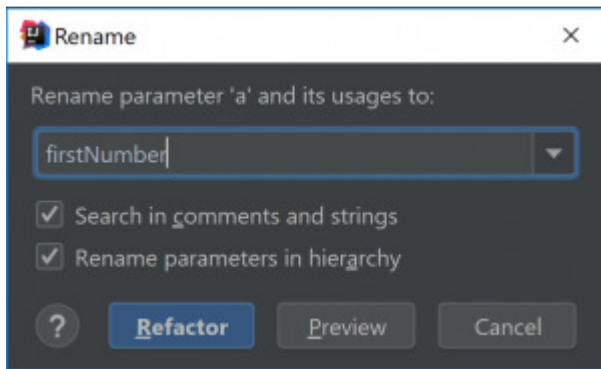 Rename
Rename parameter 'a' and its usages to:
firstNumber
Search in comments and strings
Rename parameters in hierarchy
? Refactor Preview Cancel